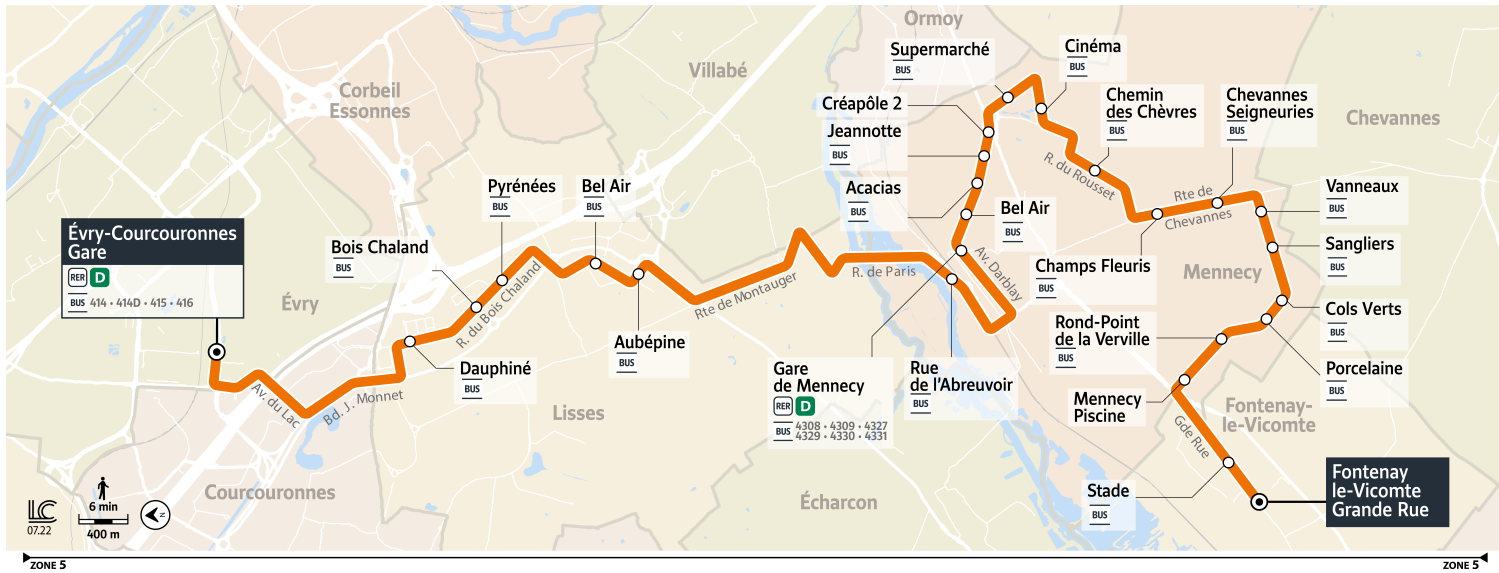 Ormoy
Supermarché
BUS
Cinéma
BUS
Villabé
Corbeil
Essonnes
Créapôle 2
Chemin
des Chèvres
BUS
Chevannes
Seigneuries
BUS
Chevannes
Jeannotte
BUS
R. du Rousset
Pyrénées
BUS
Bel Air
BUS
Acacias
BUS
Rte de
Chevannes
Vanneaux
BUS
Bel Air
BUS
Évry-Courcouronnes
Gare
RER D
BUS 414 • 414D • 415 • 416
Bois Chaland
BUS
Sangliers
BUS
Av. Darblay
Champs Fleuris
BUS
Mennecy
R. de Paris
Rte de Montauger
R. du Bois Chaland
Évry
Cols Verts
BUS
Rond-Point
de la Verville
BUS
Aubépine
BUS
Dauphiné
BUS
Gare
de Mennecy
RER D
BUS 4308 • 4309 • 4327
4329 • 4330 • 4331
Rue
de l'Abreuvoir
BUS
Porcelaine
BUS
Mennecy
Piscine
Av. du Lac
Bd. J. Monnet
Lisses
Fontenay-
le-Vicomte
Gde Rue
Courcouronnes
Écharcon
Stade
BUS
Fontenay
le-Vicomte
Grande Rue
LC
07.22
6 min
400 m
N
ZONE 5
ZONE 5